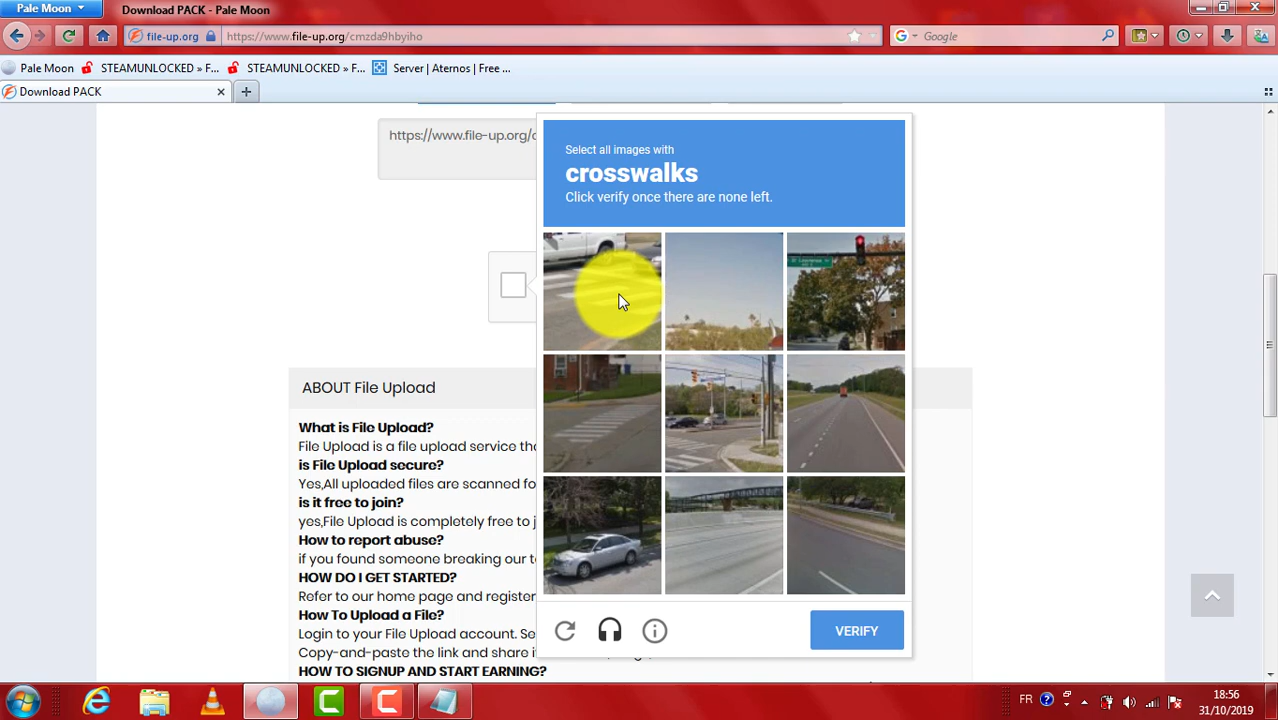 Pale Moon
Download PACK - Pale Moon
file-up.org
https://www.file-up.org/cmzda9hbyiho
Google
Pale Moon
STEAMUNLOCKED » F...
STEAMUNLOCKED » F...
Server | Aternos | Free ...
Download PACK
https://www.file-up.org/
Select all images with
crosswalks
Click verify once there are none left.
St Lawrence
ABOUT File Upload
What is File Upload?
File Upload is a file upload service
is File Upload secure?
Yes,All uploaded files are scanned
is it free to join?
yes,File Upload is completely free to
How to report abuse?
if you found someone breaking our
HOW DO I GET STARTED?
Refer to our home page and register
How To Upload a File?
Login to your File Upload account.
Copy-and-paste the link and share
HOW TO SIGNUP AND START EARNING?
VERIFY
FR
18:56
31/10/2019